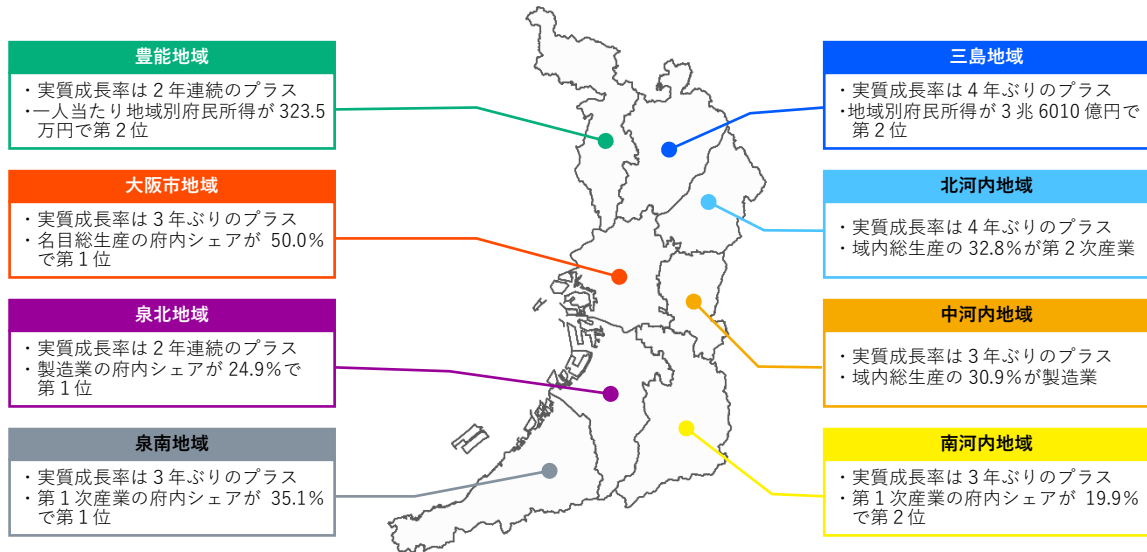 豊能地域
・実質成長率は２年連続のプラス
・一人当たり地域別府民所得が 323.5
万円で第２位
大阪市地域
・実質成長率は３年ぶりのプラス
・名目総生産の府内シェアが 50.0%
で第１位
泉北地域
・実質成長率は２年連続のプラス
・製造業の府内シェアが 24.9%で
第１位
泉南地域
・実質成長率は３年ぶりのプラス
・第１次産業の府内シェアが 35.1%
で第１位
三島地域
・実質成長率は４年ぶりのプラス
・地域別府民所得が３兆 6010 億円で
第２位
北河内地域
・実質成長率は４年ぶりのプラス
・域内総生産の 32.8%が第２次産業
中河内地域
・実質成長率は３年ぶりのプラス
・域内総生産の 30.9%が製造業
南河内地域
・実質成長率は３年ぶりのプラス
・第１次産業の府内シェアが 19.9%
で第２位